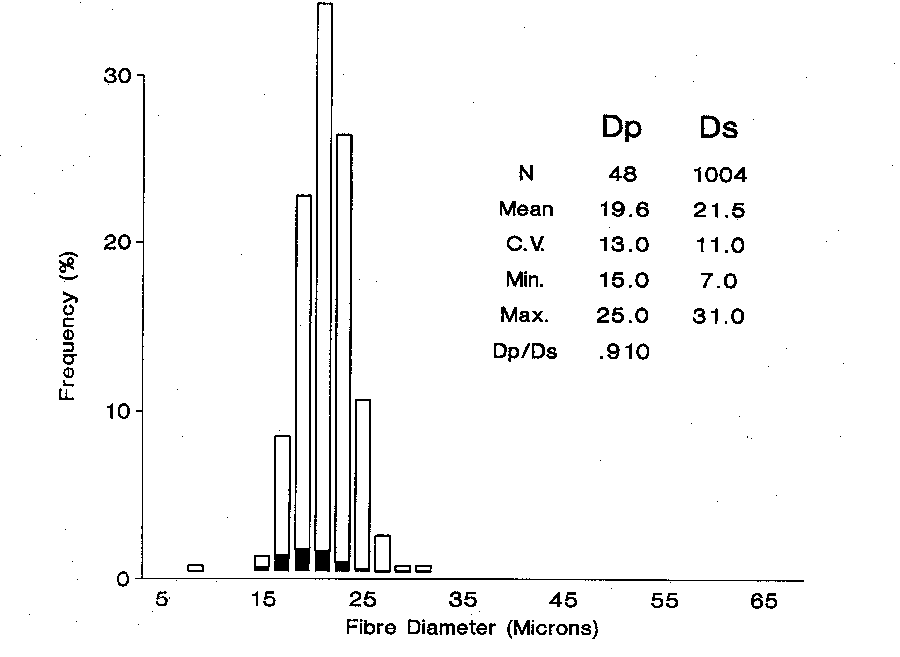 30
20
10
0
Frequency (%)
5 15 25 35 45 55 65
Fibre Diameter (Microns)
Dp Ds
N 48 1004
Mean 19.6 21.5
C.V. 13.0 11.0
Min. 15.0 7.0
Max. 25.0 31.0
Dp/Ds .910